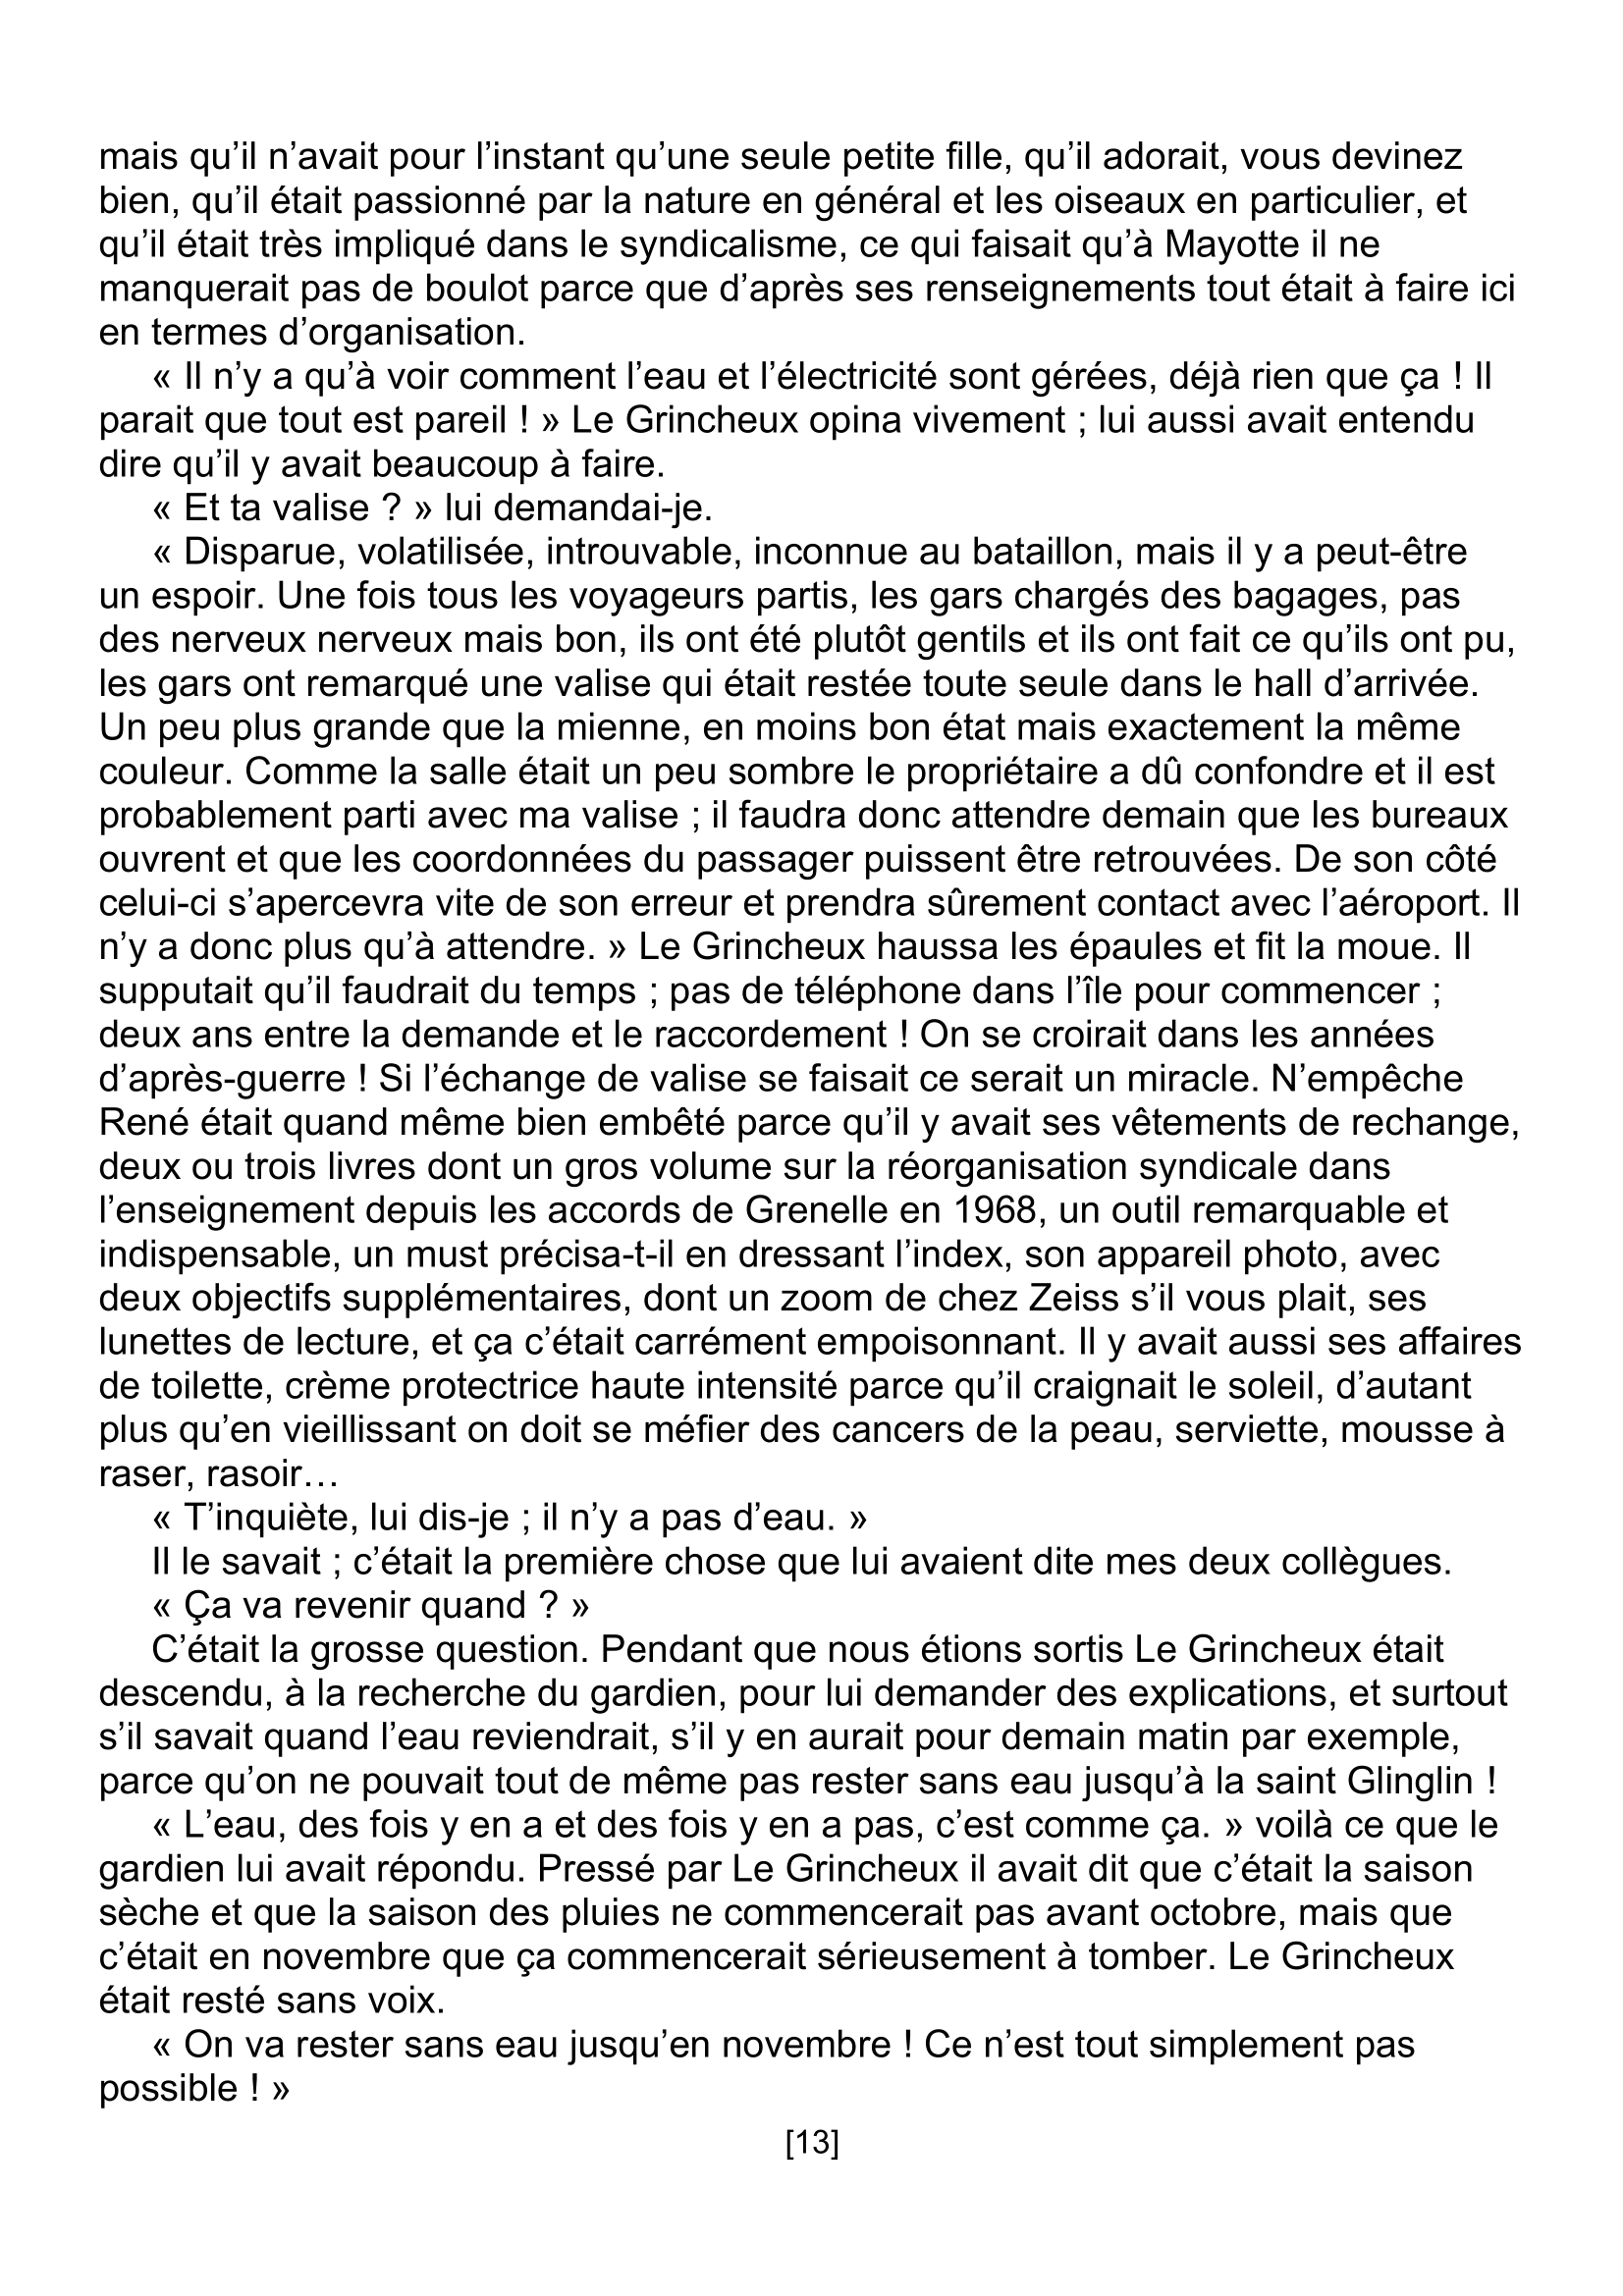 mais qu’il n’avait pour l’instant qu’une seule petite fille, qu’il adorait, vous devinez
bien, qu’il était passionné par la nature en général et les oiseaux en particulier, et
qu’il était très impliqué dans le syndicalisme, ce qui faisait qu’à Mayotte il ne
manquerait pas de boulot parce que d’après ses renseignements tout était à faire ici
en termes d’organisation.
« Il n’y a qu’à voir comment l’eau et l’électricité sont gérées, déjà rien que ça ! Il
parait que tout est pareil ! » Le Grincheux opina vivement ; lui aussi avait entendu
dire qu’il y avait beaucoup à faire.
« Et ta valise ? » lui demandai-je.
« Disparue, volatilisée, introuvable, inconnue au bataillon, mais il y a peut-être
un espoir. Une fois tous les voyageurs partis, les gars chargés des bagages, pas
des nerveux nerveux mais bon, ils ont été plutôt gentils et ils ont fait ce qu’ils ont pu,
les gars ont remarqué une valise qui était restée toute seule dans le hall d’arrivée.
Un peu plus grande que la mienne, en moins bon état mais exactement la même
couleur. Comme la salle était un peu sombre le propriétaire a dû confondre et il est
probablement parti avec ma valise ; il faudra donc attendre demain que les bureaux
ouvrent et que les coordonnées du passager puissent être retrouvées. De son côté
celui-ci s’apercevra vite de son erreur et prendra sûrement contact avec l’aéroport. Il
n’y a donc plus qu’à attendre. » Le Grincheux haussa les épaules et fit la moue. Il
supputait qu’il faudrait du temps ; pas de téléphone dans l’île pour commencer ;
deux ans entre la demande et le raccordement ! On se croirait dans les années
d’après-guerre ! Si l’échange de valise se faisait ce serait un miracle. N’empêche
René était quand même bien embêté parce qu’il y avait ses vêtements de rechange,
deux ou trois livres dont un gros volume sur la réorganisation syndicale dans
l’enseignement depuis les accords de Grenelle en 1968, un outil remarquable et
indispensable, un must précisa-t-il en dressant l’index, son appareil photo, avec
deux objectifs supplémentaires, dont un zoom de chez Zeiss s’il vous plait, ses
lunettes de lecture, et ça c’était carrément empoisonnant. Il y avait aussi ses affaires
de toilette, crème protectrice haute intensité parce qu’il craignait le soleil, d’autant
plus qu’en vieillissant on doit se méfier des cancers de la peau, serviette, mousse à
raser, rasoir…
« T’inquiète, lui dis-je ; il n’y a pas d’eau. »
Il le savait ; c’était la première chose que lui avaient dite mes deux collègues.
« Ça va revenir quand ? »
C’était la grosse question. Pendant que nous étions sortis Le Grincheux était
descendu, à la recherche du gardien, pour lui demander des explications, et surtout
s’il savait quand l’eau reviendrait, s’il y en aurait pour demain matin par exemple,
parce qu’on ne pouvait tout de même pas rester sans eau jusqu’à la saint Glinglin !
« L’eau, des fois y en a et des fois y en a pas, c’est comme ça. » voilà ce que le
gardien lui avait répondu. Pressé par Le Grincheux il avait dit que c’était la saison
sèche et que la saison des pluies ne commencerait pas avant octobre, mais que
c’était en novembre que ça commencerait sérieusement à tomber. Le Grincheux
était resté sans voix.
« On va rester sans eau jusqu’en novembre ! Ce n’est tout simplement pas
possible ! »
[13]